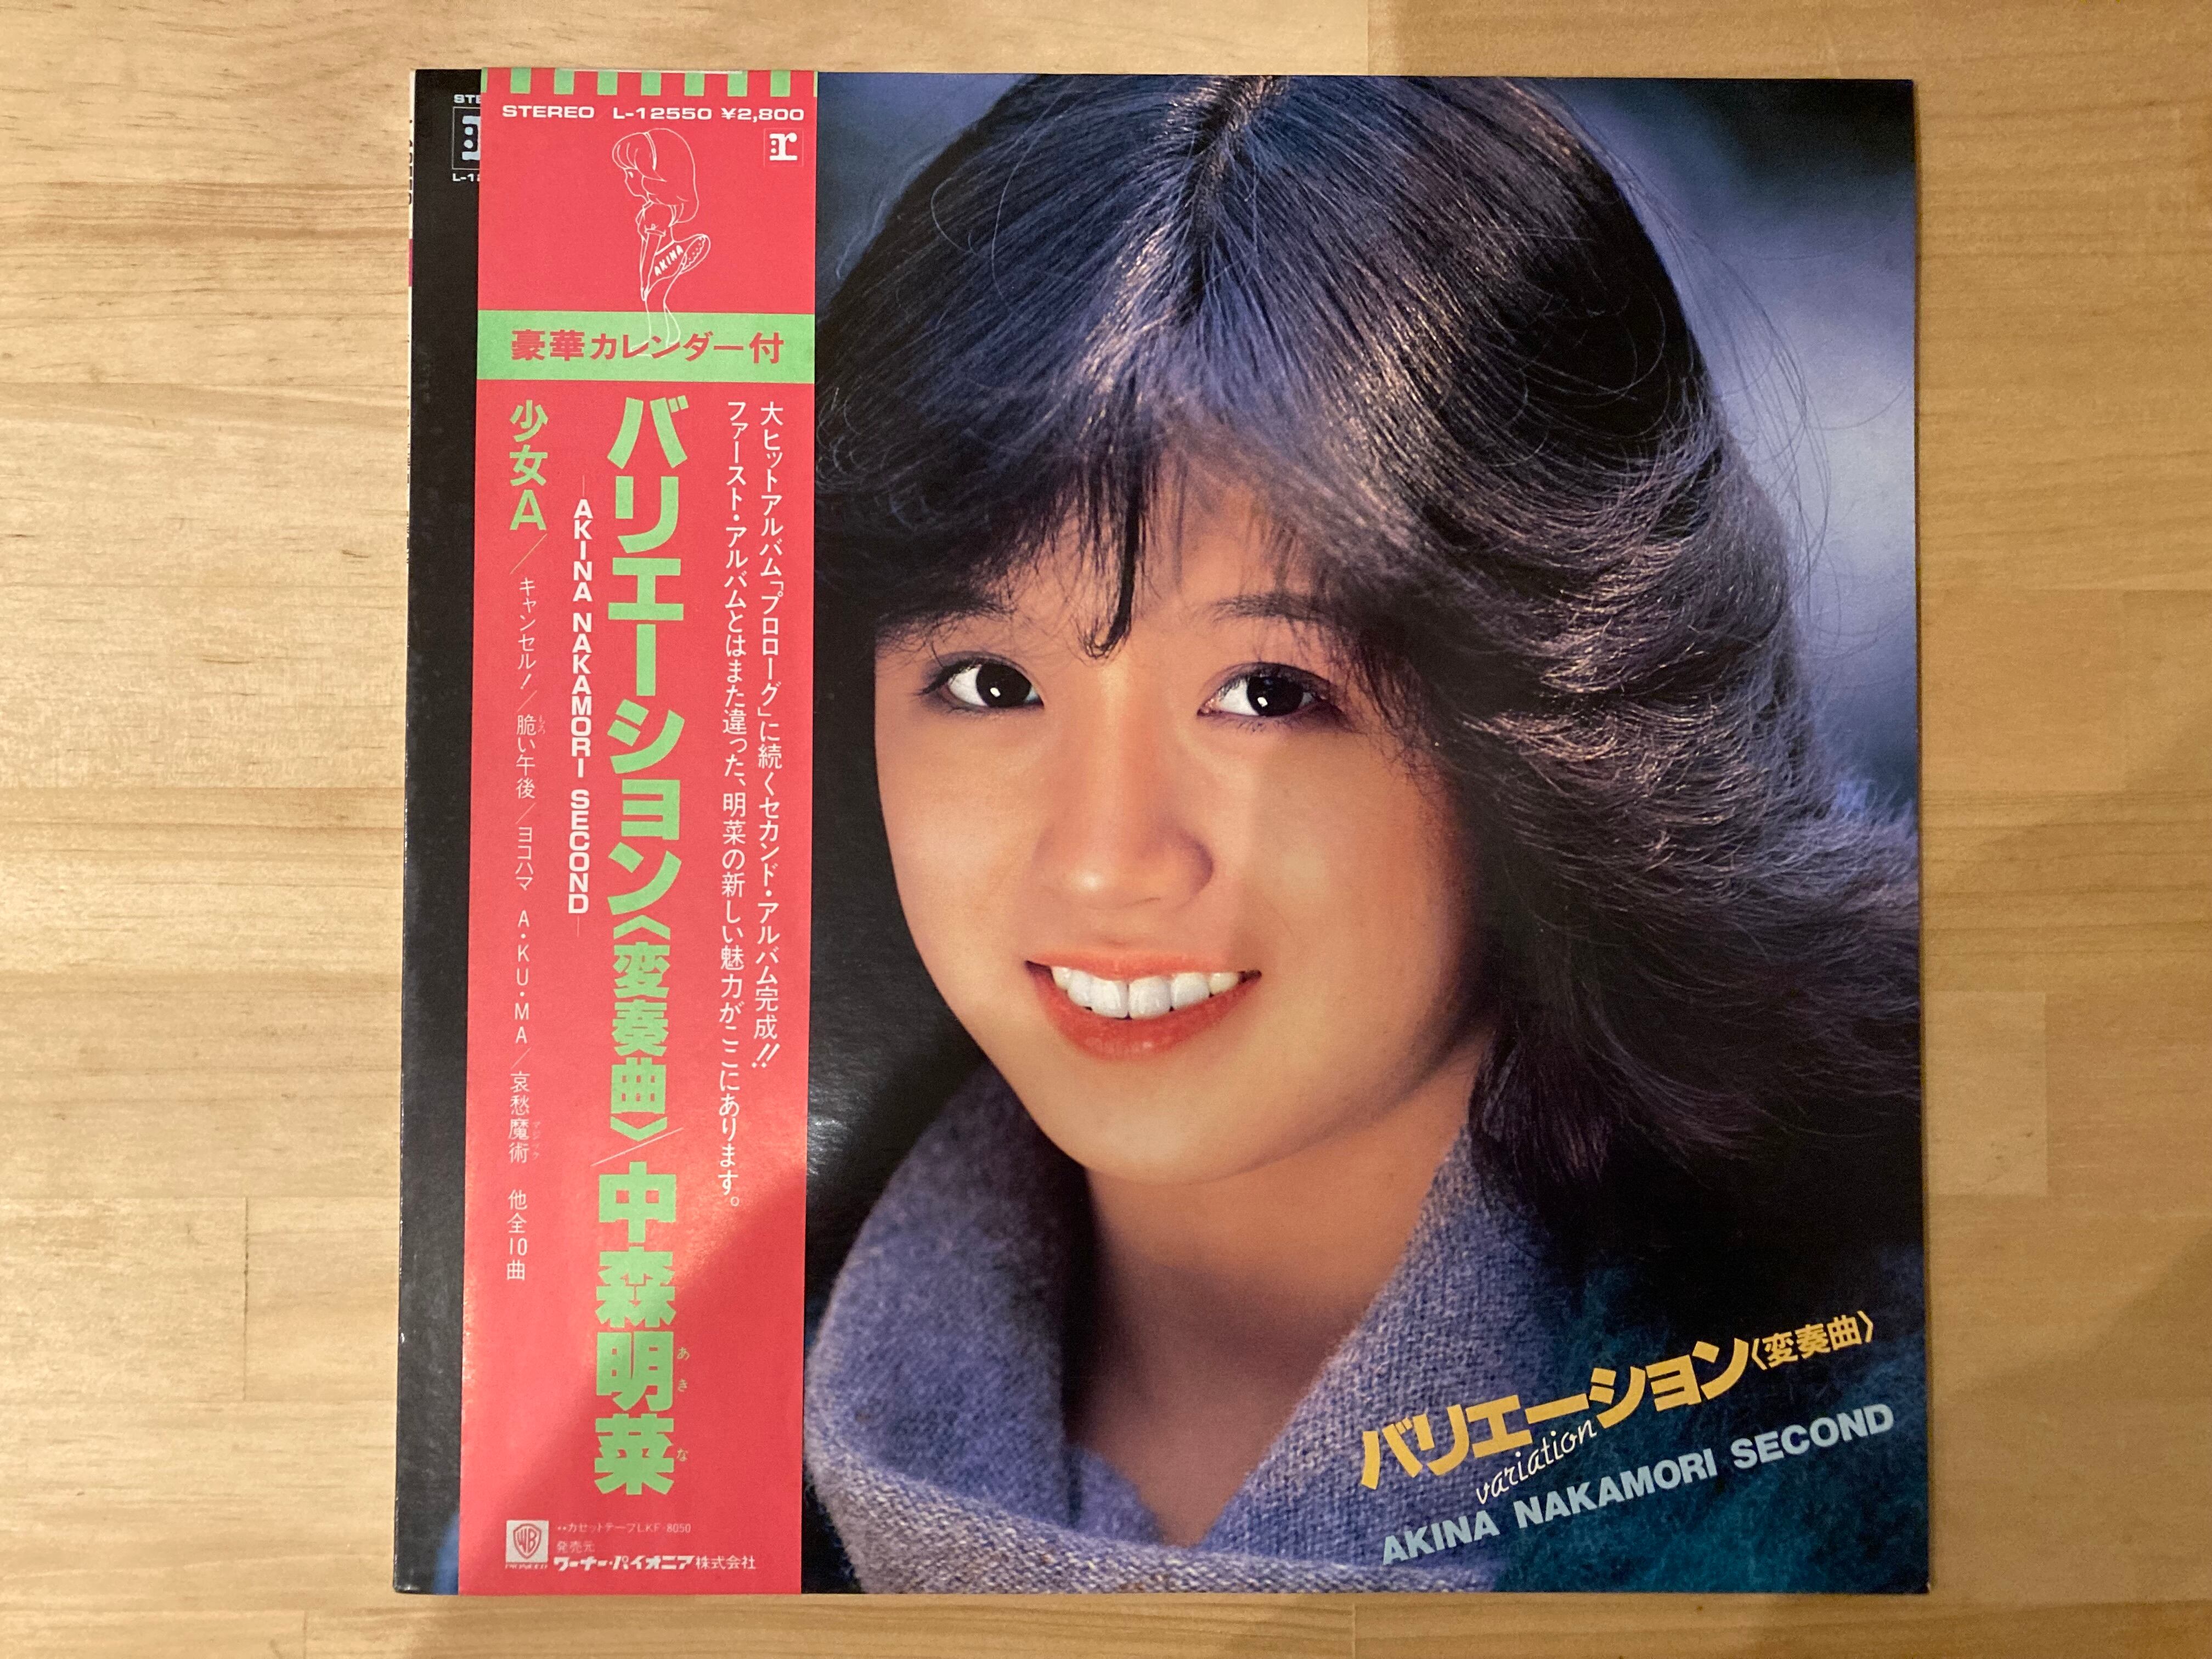 STEREO L-12550 ¥2,800
r
AKINA
豪華カレンダー付
大ヒットアルバム「プロローグ」に続くセカンド・アルバム完成!!
ファースト・アルバムとはまた違った、明菜の新しい魅力がここにあります。
バリエーション〈変奏曲〉/中森明菜
あきな
—AKINA NAKAMORI SECOND—
少女A/キャンセル!/脆い午後/ヨコハマ A・KU・MA/哀愁魔術 他全10曲
もろ
マジック
••カセットテープLKF-8050
発売元
ワーナー・パイオニア株式会社
WB
PIONEER
バリエーション〈変奏曲〉
variation
AKINA NAKAMORI SECOND